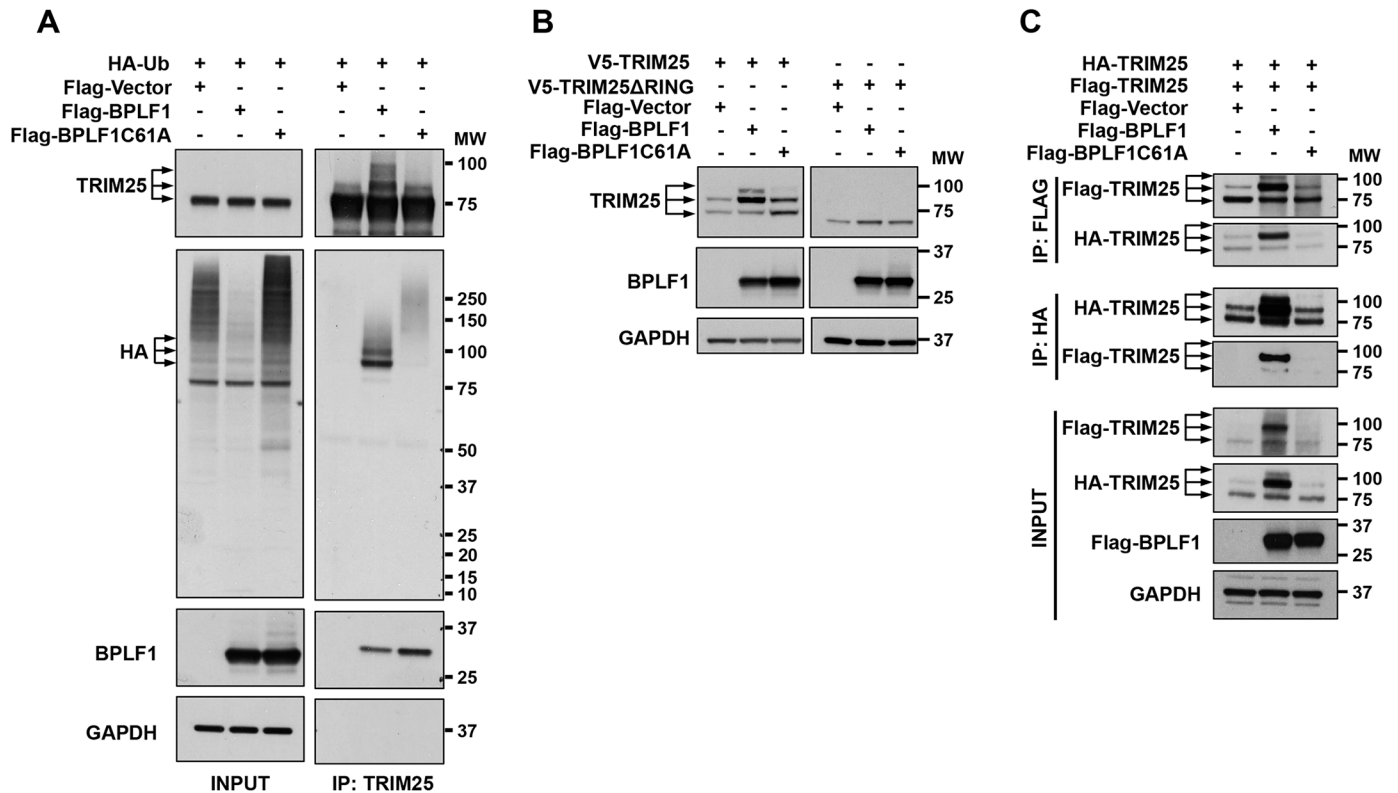 A
HA-Ub + + + + + +
Flag-Vector + - - + - -
Flag-BPLF1 - + - - + -
Flag-BPLF1C61A - - + - - + MW
TRIM25 100
75
HA 250
150
100
75
50
37
25
20
15
10
BPLF1 37
25
GAPDH 37
INPUT IP: TRIM25
B
V5-TRIM25 + + + - - -
V5-TRIM25ΔRING - - - + + +
Flag-Vector + - - + - -
Flag-BPLF1 - + - - + -
Flag-BPLF1C61A - - + - - + MW
TRIM25 100
75
BPLF1 37
25
GAPDH 37
C
HA-TRIM25 + + +
Flag-TRIM25 + + +
Flag-Vector + - -
Flag-BPLF1 - + -
Flag-BPLF1C61A - - + MW
IP: FLAG
Flag-TRIM25 100
75
HA-TRIM25 100
75
IP: HA
HA-TRIM25 100
75
Flag-TRIM25 100
75
INPUT
Flag-TRIM25 100
75
HA-TRIM25 100
75
Flag-BPLF1 37
25
GAPDH 37